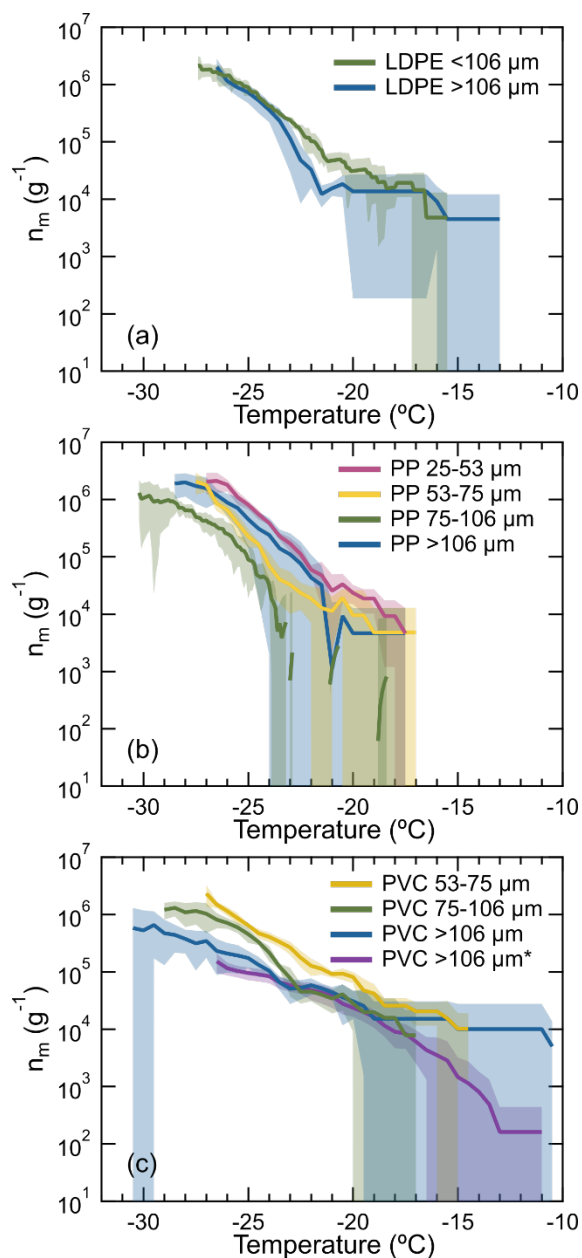 10⁷
10⁶
10⁵
10⁴
10³
10²
10¹
n_m (g⁻¹)
LDPE <106 µm
LDPE >106 µm
(a)
-30 -25 -20 -15 -10
Temperature (ºC)
10⁷
10⁶
10⁵
10⁴
10³
10²
10¹
n_m (g⁻¹)
PP 25-53 µm
PP 53-75 µm
PP 75-106 µm
PP >106 µm
(b)
-30 -25 -20 -15 -10
Temperature (ºC)
10⁷
10⁶
10⁵
10⁴
10³
10²
10¹
n_m (g⁻¹)
PVC 53-75 µm
PVC 75-106 µm
PVC >106 µm
PVC >106 µm*
(c)
-30 -25 -20 -15 -10
Temperature (ºC)